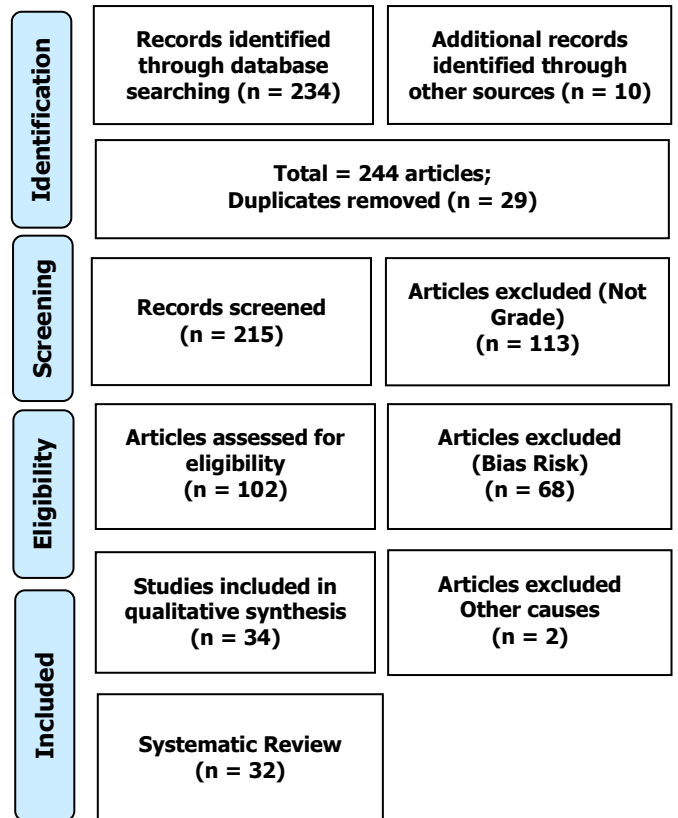 Identification
Records identified
through database
searching (n = 234)
Additional records
identified through
other sources (n = 10)
Total = 244 articles;
Duplicates removed (n = 29)
Screening
Records screened
(n = 215)
Articles excluded (Not
Grade)
(n = 113)
Eligibility
Articles assessed for
eligibility
(n = 102)
Articles excluded
(Bias Risk)
(n = 68)
Included
Studies included in
qualitative synthesis
(n = 34)
Articles excluded
Other causes
(n = 2)
Systematic Review
(n = 32)